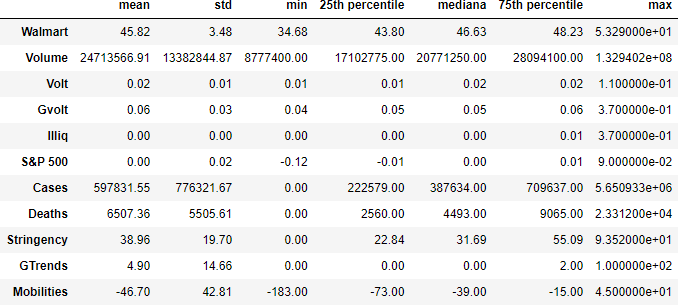 mean std min 25th percentile mediana 75th percentile max
Walmart 45.82 3.48 34.68 43.80 46.63 48.23 5.329000e+01
Volume 24713566.91 13382844.87 8777400.00 17102775.00 20771250.00 28094100.00 1.329402e+08
Volt 0.02 0.01 0.01 0.01 0.02 0.02 1.100000e-01
Gvolt 0.06 0.03 0.04 0.05 0.05 0.06 3.700000e-01
Illiq 0.00 0.00 0.00 0.00 0.00 0.01 3.700000e-01
S&P 500 0.00 0.02 -0.12 -0.01 0.00 0.01 9.000000e-02
Cases 597831.55 776321.67 0.00 222579.00 387634.00 709637.00 5.650933e+06
Deaths 6507.36 5505.61 0.00 2560.00 4493.00 9065.00 2.331200e+04
Stringency 38.96 19.70 0.00 22.84 31.69 55.09 9.352000e+01
GTrends 4.90 14.66 0.00 0.00 0.00 2.00 1.000000e+02
Mobilities -46.70 42.81 -183.00 -73.00 -39.00 -15.00 4.500000e+01